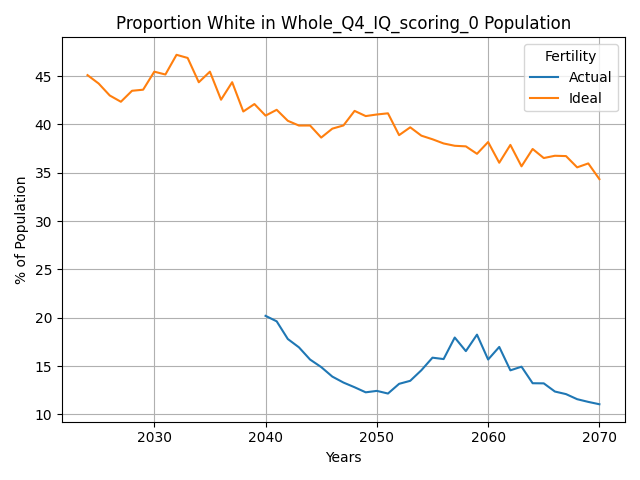 Proportion White in Whole_Q4_IQ_scoring_0 Population
Fertility
Actual
Ideal
45
40
35
30
25
20
15
10
% of Population
2030
2040
2050
2060
2070
Years